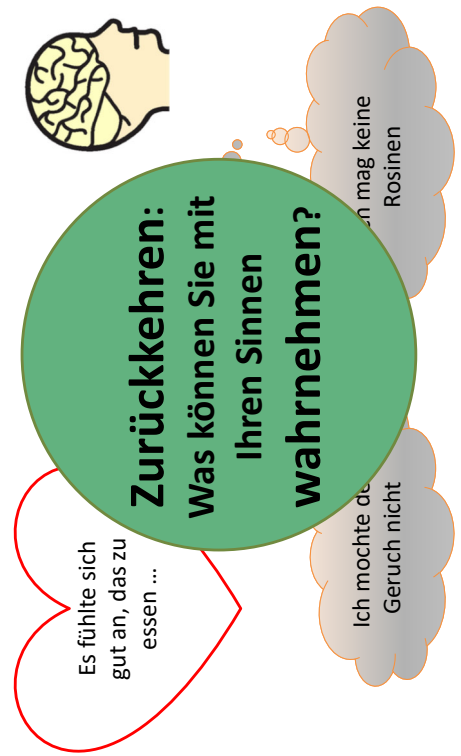 Es fühlte sich
gut an, das zu
essen ...
Zurückkehren:
Was können Sie mit
Ihren Sinnen
wahrnehmen?
Ich mochte
Geruch nicht
mag keine
Rosinen